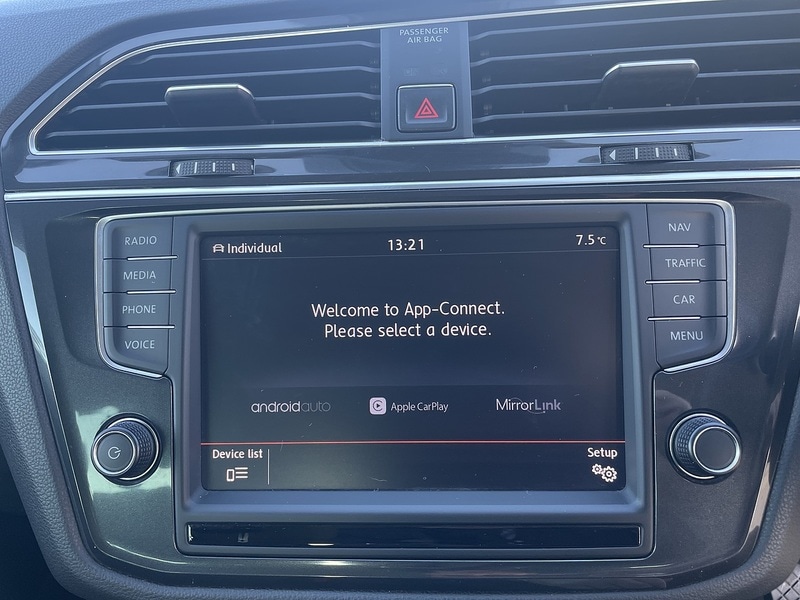 PASSENGER
AIR BAG
RADIO
MEDIA
PHONE
VOICE
Individual
13:21
7.5°C
Welcome to App-Connect.
Please select a device.
androidauto
Apple CarPlay
MirrorLink
Device list
Setup
NAV
TRAFFIC
CAR
MENU